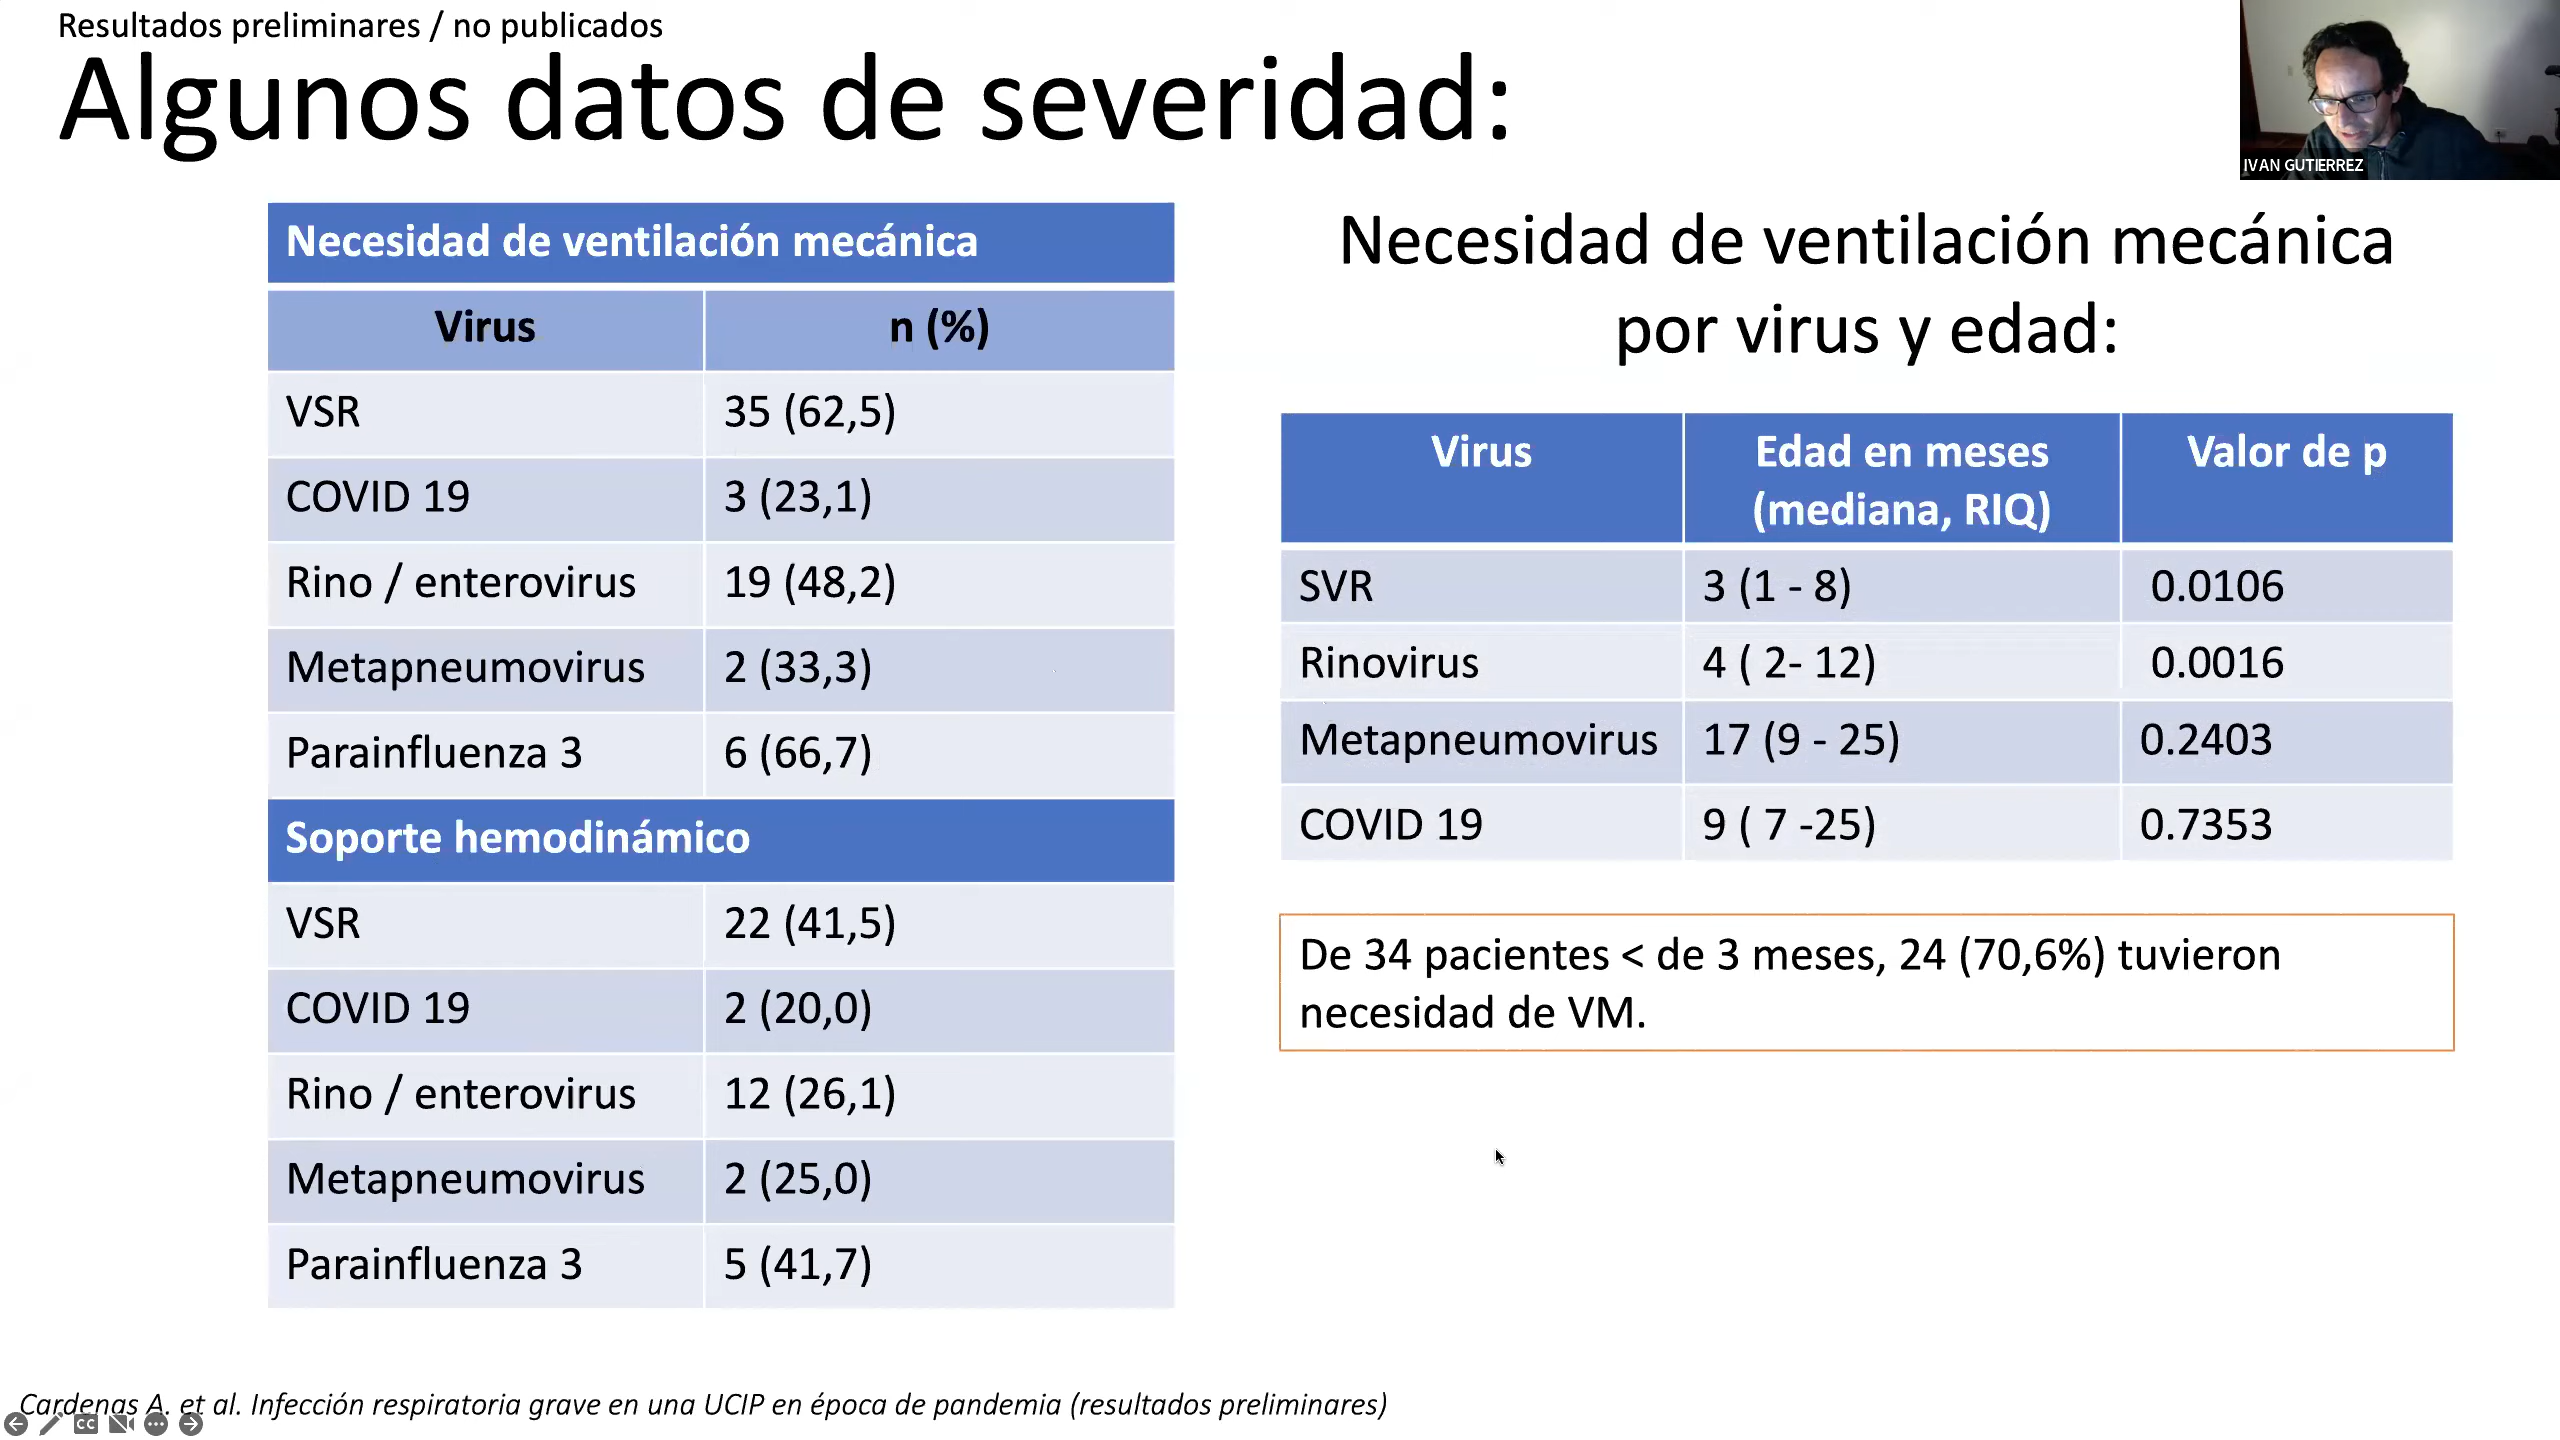 Resultados preliminares / no publicados
Algunos datos de severidad:
IVAN GUTIERREZ
Necesidad de ventilación mecánica
Virus n (%)
VSR 35 (62,5)
COVID 19 3 (23,1)
Rino / enterovirus 19 (48,2)
Metapneumovirus 2 (33,3)
Parainfluenza 3 6 (66,7)
Soporte hemodinámico
VSR 22 (41,5)
COVID 19 2 (20,0)
Rino / enterovirus 12 (26,1)
Metapneumovirus 2 (25,0)
Parainfluenza 3 5 (41,7)
Necesidad de ventilación mecánica
por virus y edad:
Virus Edad en meses Valor de p
(mediana, RIQ)
SVR 3 (1 - 8) 0.0106
Rinovirus 4 ( 2- 12) 0.0016
Metapneumovirus 17 (9 - 25) 0.2403
COVID 19 9 ( 7 -25) 0.7353
De 34 pacientes < de 3 meses, 24 (70,6%) tuvieron
necesidad de VM.
Cardenas A. et al. Infección respiratoria grave en una UCIP en época de pandemia (resultados preliminares)
CC